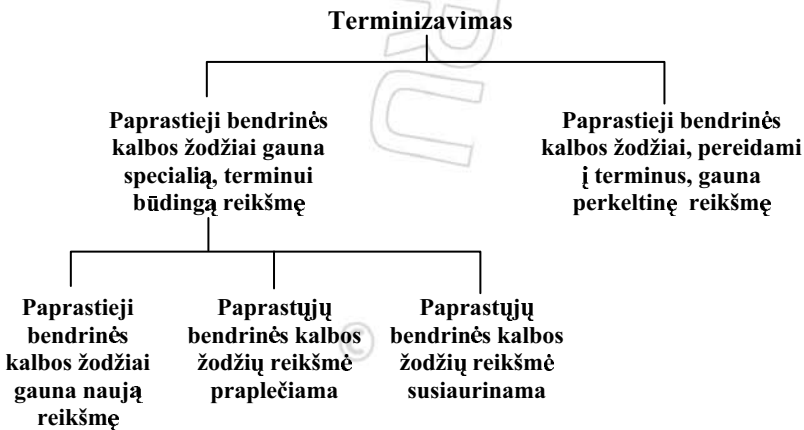 Terminizavimas
Paprastieji bendrinės
kalbos žodžiai gauna
specialią, terminui
būdingą reikšmę
Paprastieji bendrinės
kalbos žodžiai, pereidami
į terminus, gauna
perkeltinę reikšmę
Paprastieji
bendrinės
kalbos žodžiai
gauna naują
reikšmę
Paprastųjų
bendrinės kalbos
žodžių reikšmė
praplečiama
Paprastųjų
bendrinės kalbos
žodžių reikšmė
susiaurinama
RU
©